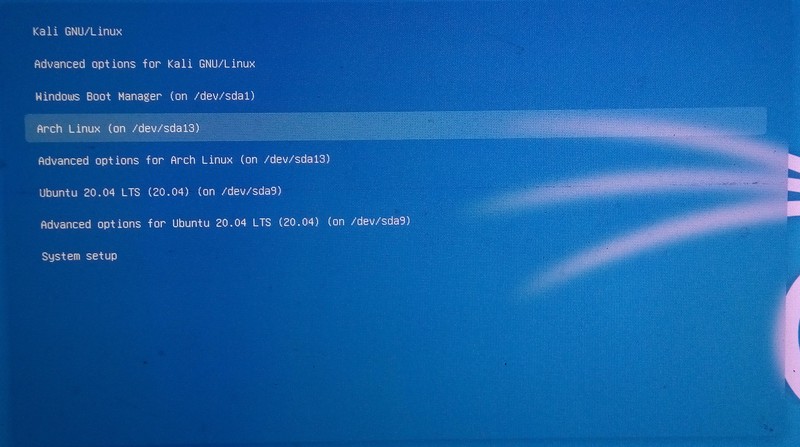 Kali GNU/Linux
Advanced options for Kali GNU/Linux
Windows Boot Manager (on /dev/sda1)
Arch Linux (on /dev/sda13)
Advanced options for Arch Linux (on /dev/sda13)
Ubuntu 20.04 LTS (20.04) (on /dev/sda9)
Advanced options for Ubuntu 20.04 LTS (20.04) (on /dev/sda9)
System setup